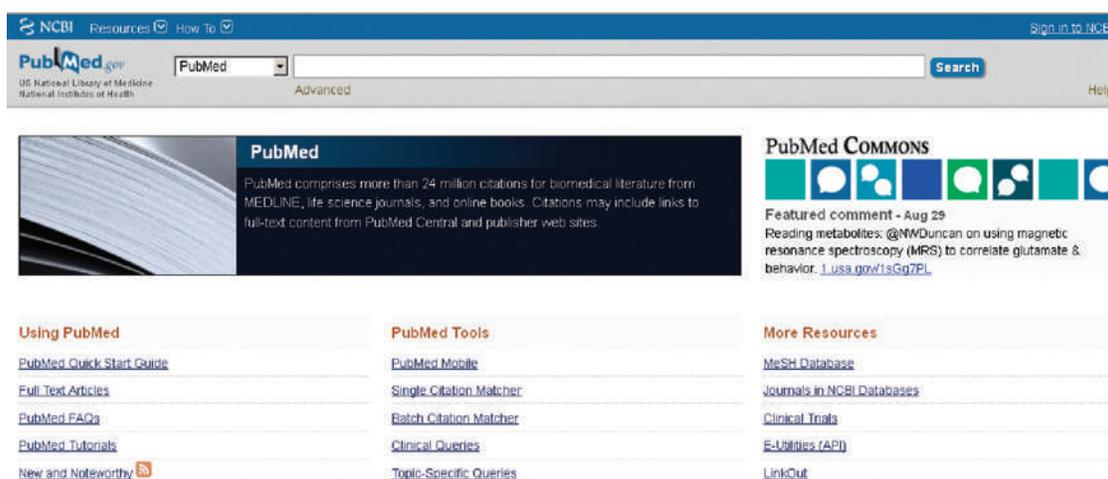 NCBI Resources How To Sign in to NCB
PubMed.gov
US National Library of Medicine
National Institutes of Health
PubMed
Search
Advanced
Help
PubMed
PubMed comprises more than 24 million citations for biomedical literature from
MEDLINE, life science journals, and online books. Citations may include links to
full-text content from PubMed Central and publisher web sites.
PubMed COMMONS
Featured comment - Aug 29
Reading metabolites: @NWDuncan on using magnetic
resonance spectroscopy (MRS) to correlate glutamate &
behavior. 1.usa.gov/1sGg7PL
Using PubMed
PubMed Quick Start Guide
Full Text Articles
PubMed FAQs
PubMed Tutorials
New and Noteworthy
PubMed Tools
PubMed Mobile
Single Citation Matcher
Batch Citation Matcher
Clinical Queries
Topic-Specific Queries
More Resources
MeSH Database
Journals in NCBI Databases
Clinical Trials
E-Utilities (API)
LinkOut